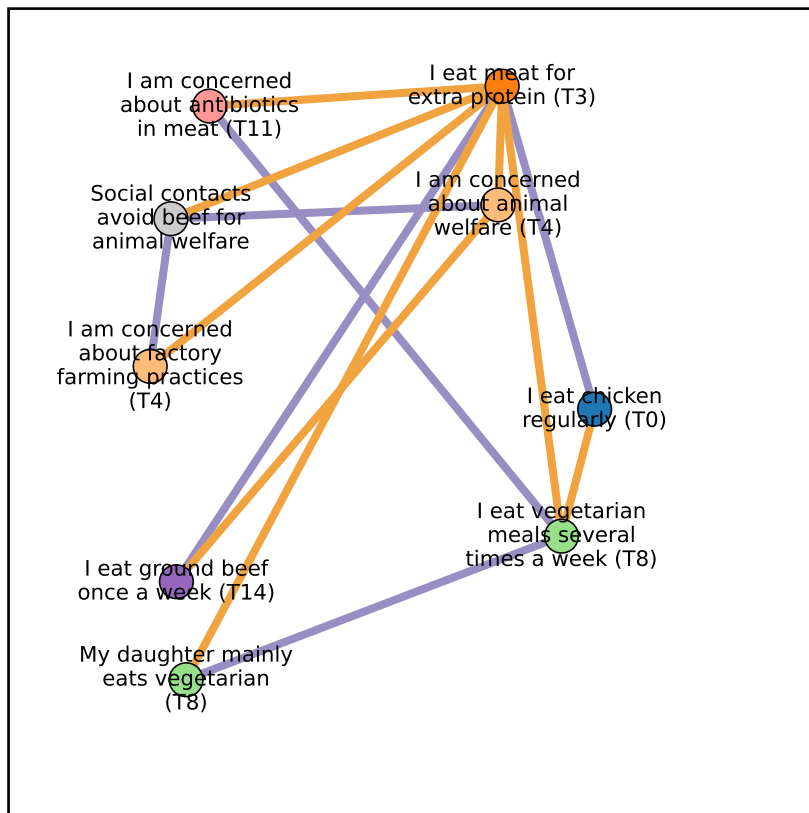 I am concerned
about antibiotics
in meat (T11)
I eat meat for
extra protein (T3)
Social contacts
avoid beef for
animal welfare
I am concerned
about animal
welfare (T4)
I am concerned
about factory
farming practices
(T4)
I eat chicken
regularly (T0)
I eat vegetarian
meals several
times a week (T8)
I eat ground beef
once a week (T14)
My daughter mainly
eats vegetarian
(T8)